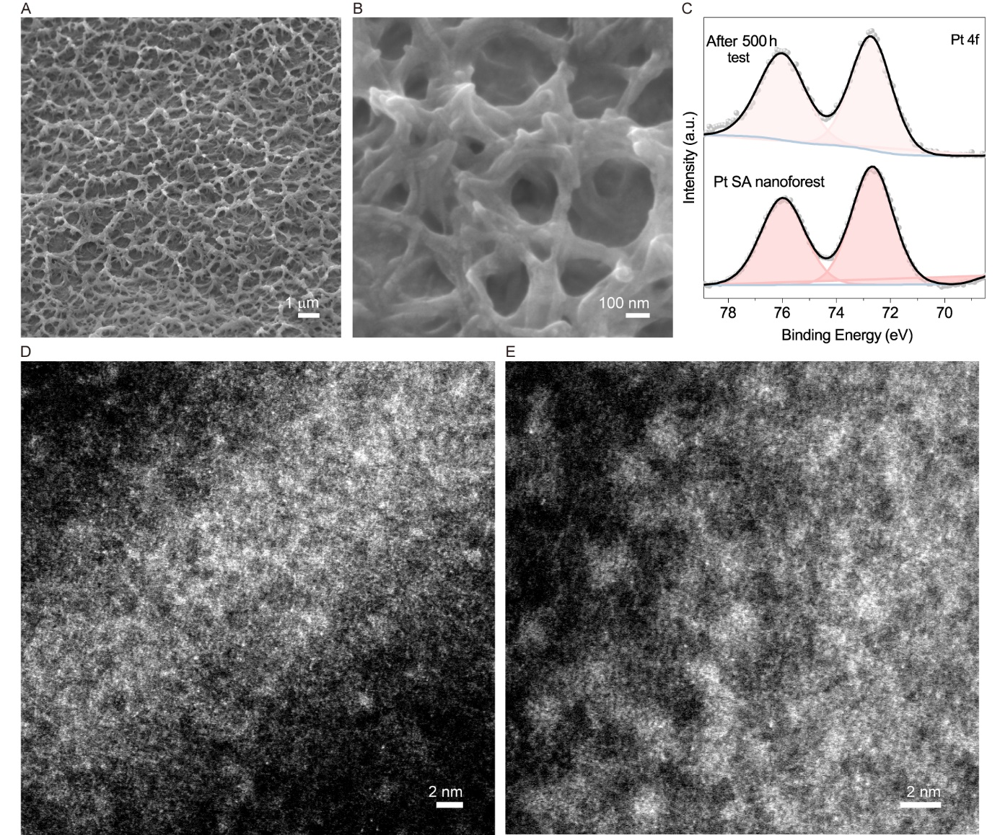 A
B
C
1 μm
100 nm
After 500 h
test
Pt 4f
Pt SA nanoforest
Intensity (a.u.)
78 76 74 72 70
Binding Energy (eV)
D
E
2 nm
2 nm